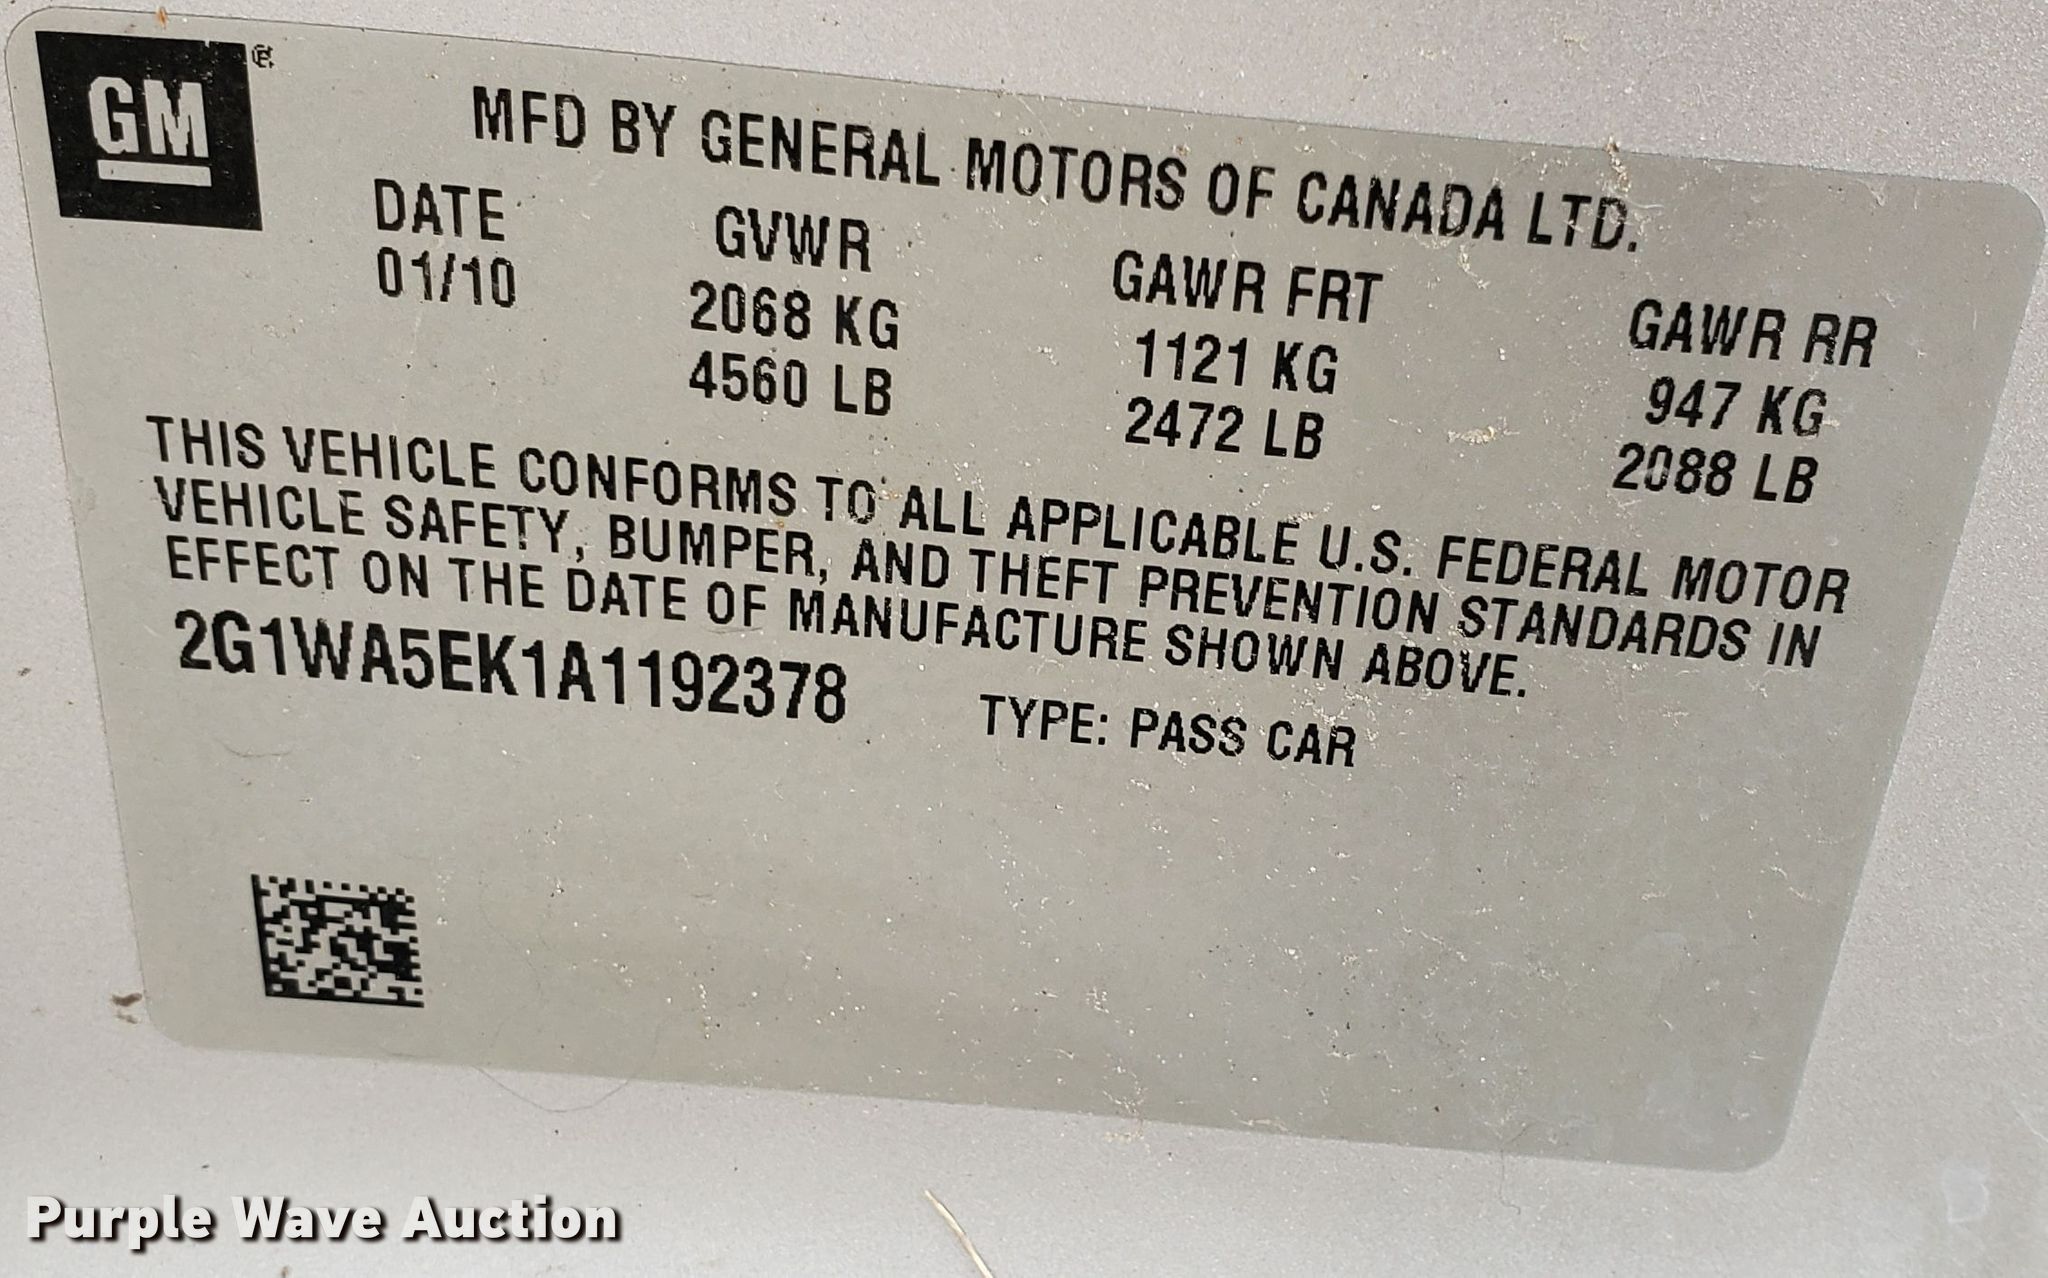 GM ®
MFD BY GENERAL MOTORS OF CANADA LTD.
DATE GVWR GAWR FRT GAWR RR
01/10 2068 KG 1121 KG 947 KG
4560 LB 2472 LB 2088 LB
THIS VEHICLE CONFORMS TO ALL APPLICABLE U.S. FEDERAL MOTOR
VEHICLE SAFETY, BUMPER, AND THEFT PREVENTION STANDARDS IN
EFFECT ON THE DATE OF MANUFACTURE SHOWN ABOVE.
2G1WA5EK1A1192378 TYPE: PASS CAR
Purple Wave Auction